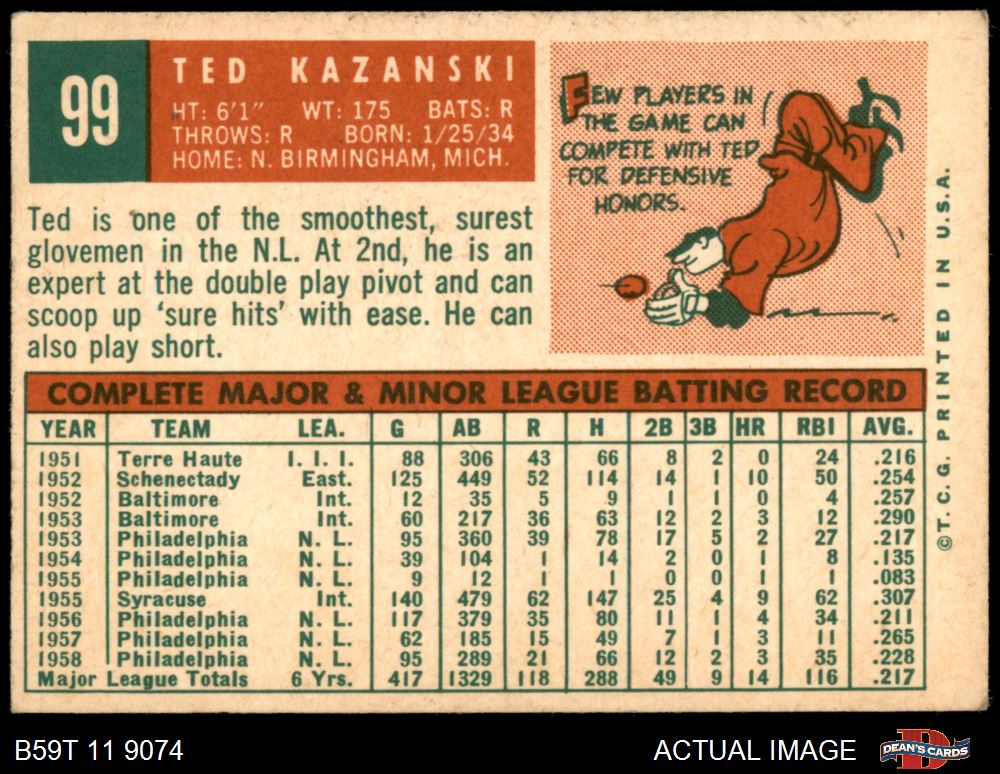 99
TED KAZANSKI
HT: 6'1" WT: 175 BATS: R
THROWS: R BORN: 1/25/34
HOME: N. BIRMINGHAM, MICH.
FEW PLAYERS IN
THE GAME CAN
COMPETE WITH TED
FOR DEFENSIVE
HONORS.
Ted is one of the smoothest, surest
glovemen in the N.L. At 2nd, he is an
expert at the double play pivot and can
scoop up 'sure hits' with ease. He can
also play short.
COMPLETE MAJOR & MINOR LEAGUE BATTING RECORD
YEAR TEAM LEA. G AB R H 2B 3B HR RBI AVG.
1951 Terre Haute I. I. I. 88 306 43 66 8 2 0 24 .216
1952 Schenectady East. 125 449 52 114 14 1 10 50 .254
1952 Baltimore Int. 12 35 5 9 1 1 0 4 .257
1953 Baltimore Int. 60 217 36 63 12 2 3 12 .290
1953 Philadelphia N. L. 95 360 39 78 17 5 2 27 .217
1954 Philadelphia N. L. 39 104 1 14 2 0 1 8 .135
1955 Philadelphia N. L. 9 12 1 1 0 0 1 1 .083
1955 Syracuse Int. 140 479 62 147 25 4 9 62 .307
1956 Philadelphia N. L. 117 379 35 80 11 1 4 34 .211
1957 Philadelphia N. L. 62 185 15 49 7 1 3 11 .265
1958 Philadelphia N. L. 95 289 21 66 12 2 3 35 .228
Major League Totals 6 Yrs. 417 1329 118 288 49 9 14 116 .217
©T. C. G. PRINTED IN U.S.A.
B59T 11 9074
ACTUAL IMAGE
DEAN'S CARDS